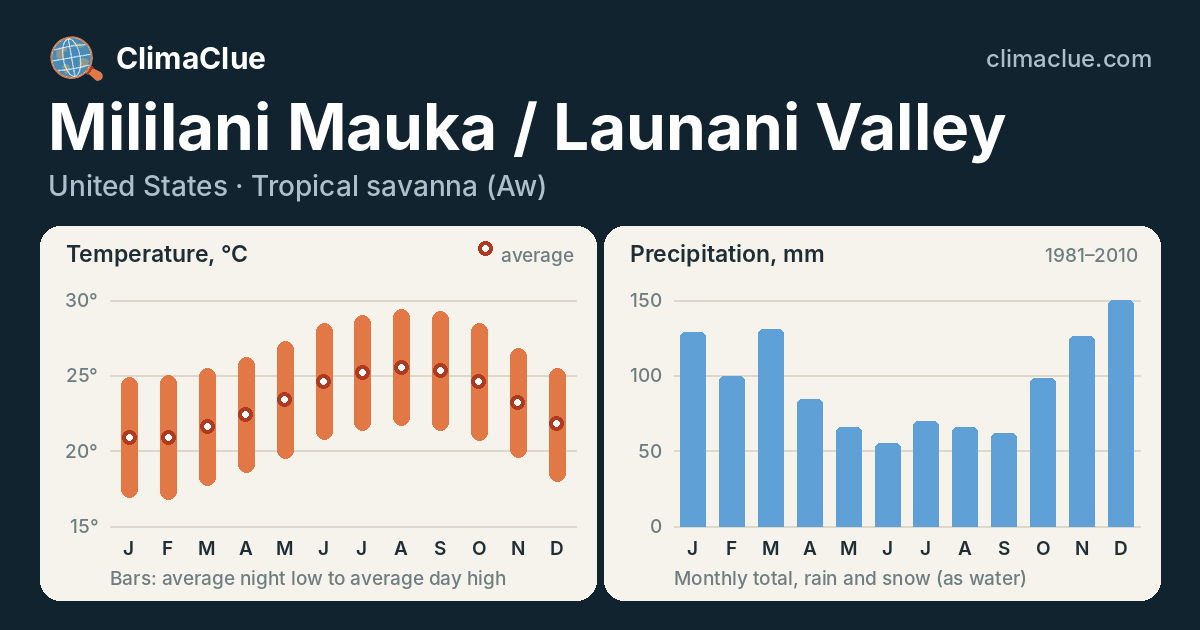 ClimaClue
climaclue.com
Mililani Mauka / Launani Valley
United States · Tropical savanna (Aw)
Temperature, °C
average
30°
25°
20°
15°
J F M A M J J A S O N D
Bars: average night low to average day high
Precipitation, mm
1981–2010
150
100
50
0
J F M A M J J A S O N D
Monthly total, rain and snow (as water)